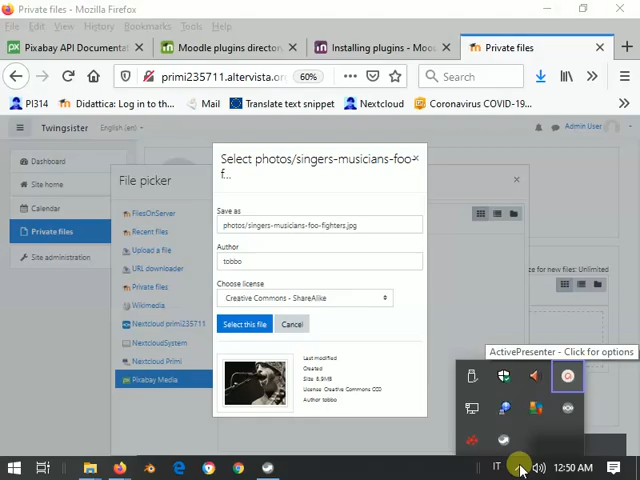 Private files - Mozilla Firefox
File Edit View History Bookmarks Tools Help
Pixabay API Documentat
Moodle plugins director
Installing plugins - Mood
Private files
primi235711.altervista.or
60%
Search
PI314
Didattica: Log in to th...
Mail
Translate text snippet
Nextcloud
Coronavirus COVID-19...
Twingsister
English (en)
Admin User
Dashboard
Site home
Calendar
Private files
Site administration
File picker
FilesOnServer
Recent files
Upload a file
URL downloader
Private files
Wikimedia
Nextcloud primi235711
NextcloudSystem
Nextcloud Primi
Pixabay Media
Select photos/singers-musicians-foo-
f...
Save as
photos/singers-musicians-foo-fighters.jpg
Author
tobbo
Choose license
Creative Commons - ShareAlike
Select this file
Cancel
Last modified
Created
Size 8.9MB
License Creative Commons CC0
Author tobbo
ze for new files: Unlimited
ActivePresenter - Click for options
IT
12:50 AM